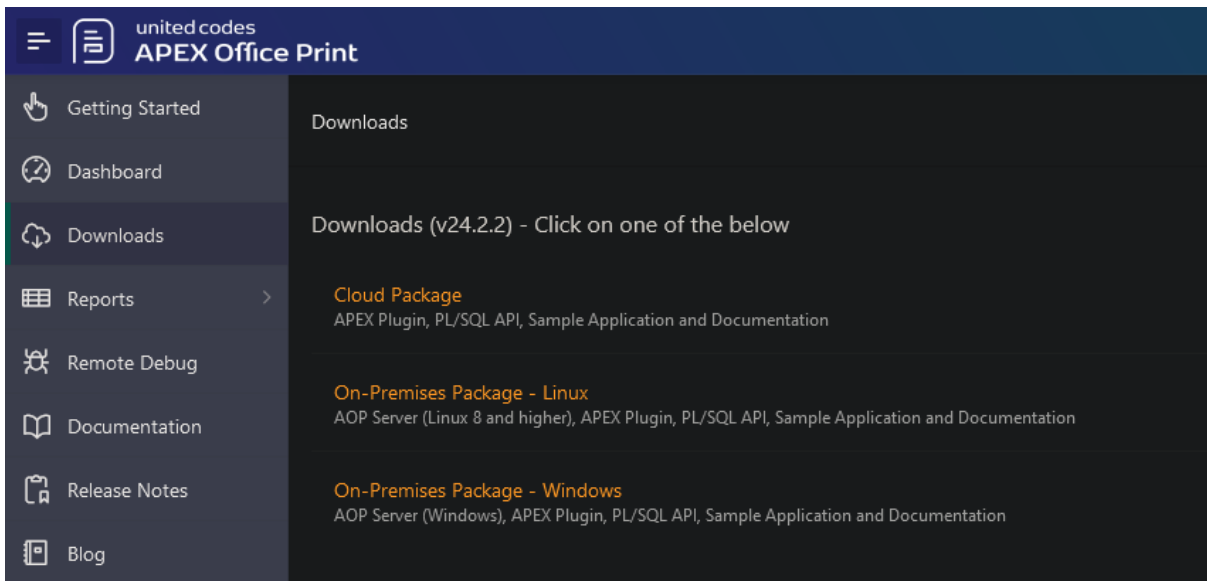 united codes
APEX Office Print
Getting Started
Dashboard
Downloads
Reports
Remote Debug
Documentation
Release Notes
Blog
Downloads
Downloads (v24.2.2) - Click on one of the below
Cloud Package
APEX Plugin, PL/SQL API, Sample Application and Documentation
On-Premises Package - Linux
AOP Server (Linux 8 and higher), APEX Plugin, PL/SQL API, Sample Application and Documentation
On-Premises Package - Windows
AOP Server (Windows), APEX Plugin, PL/SQL API, Sample Application and Documentation